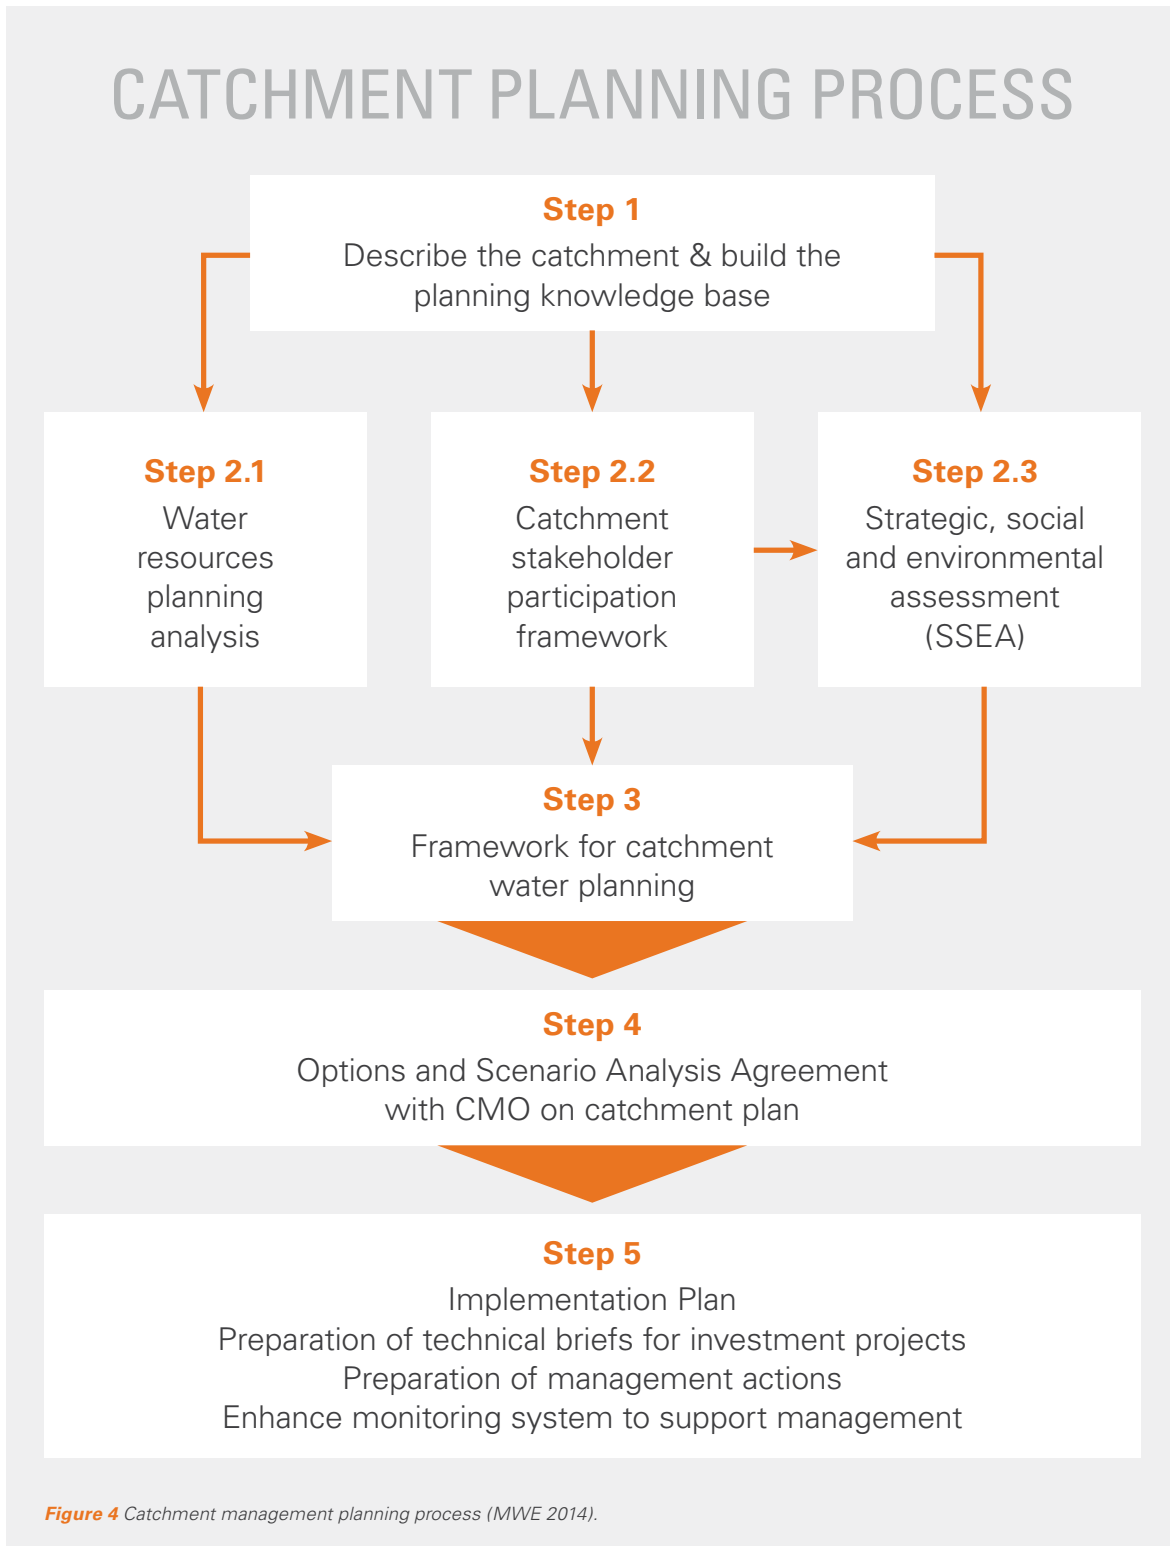 CATCHMENT PLANNING PROCESS
Step 1
Describe the catchment & build the
planning knowledge base
Step 2.1
Water
resources
planning
analysis
Step 2.2
Catchment
stakeholder
participation
framework
Step 2.3
Strategic, social
and environmental
assessment
(SSEA)
Step 3
Framework for catchment
water planning
Step 4
Options and Scenario Analysis Agreement
with CMO on catchment plan
Step 5
Implementation Plan
Preparation of technical briefs for investment projects
Preparation of management actions
Enhance monitoring system to support management
Figure 4 Catchment management planning process (MWE 2014).